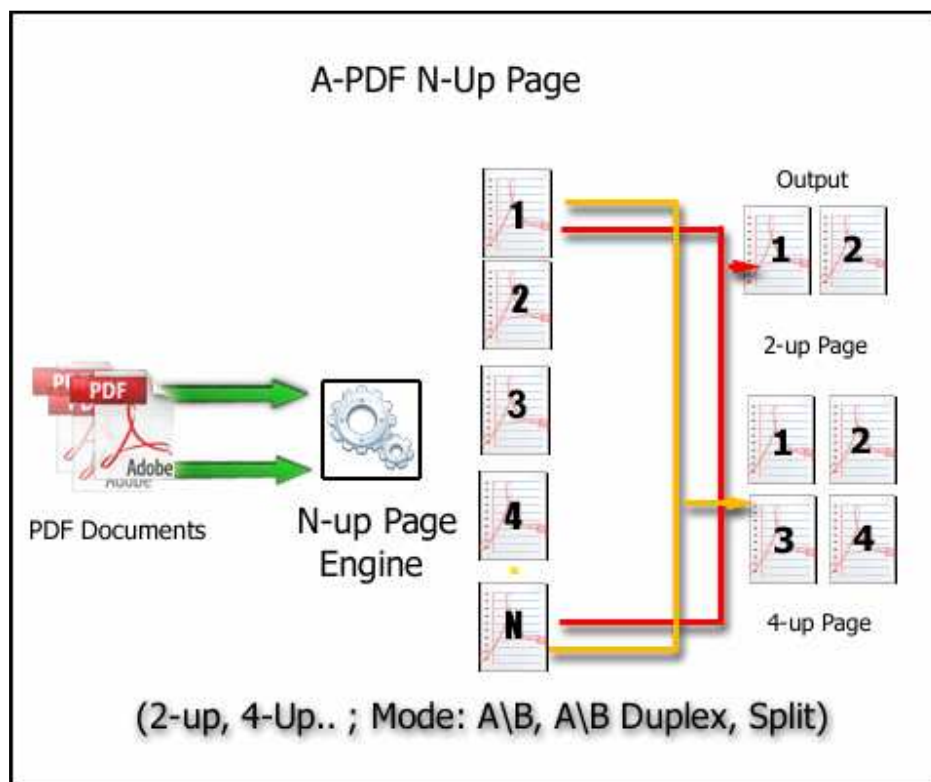 A-PDF N-Up Page
Output
1
1 2
2
2-up Page
3
1 2
PDF
Adobe
PDF Documents
N-up Page
Engine
4
3 4
4-up Page
N
(2-up, 4-Up.. ; Mode: A\B, A\B Duplex, Split)